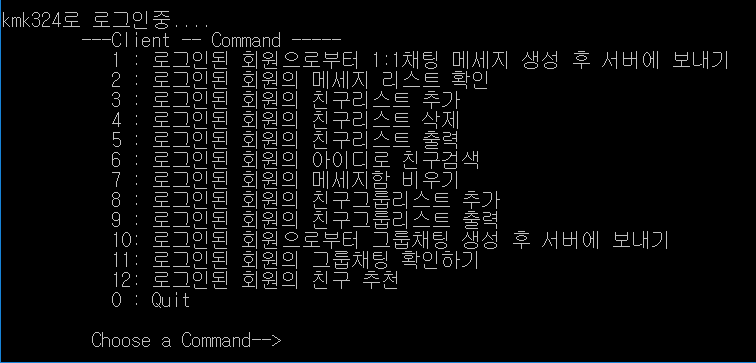 kmk324로 로그인중....
---Client -- Command -----
1 : 로그인된 회원으로부터 1:1채팅 메세지 생성 후 서버에 보내기
2 : 로그인된 회원의 메세지 리스트 확인
3 : 로그인된 회원의 친구리스트 추가
4 : 로그인된 회원의 친구리스트 삭제
5 : 로그인된 회원의 친구리스트 출력
6 : 로그인된 회원의 아이디로 친구검색
7 : 로그인된 회원의 메세지함 비우기
8 : 로그인된 회원의 친구그룹리스트 추가
9 : 로그인된 회원의 친구그룹리스트 출력
10: 로그인된 회원으로부터 그룹채팅 생성 후 서버에 보내기
11: 로그인된 회원의 그룹채팅 확인하기
12: 로그인된 회원의 친구 추천
0 : Quit
Choose a Command-->